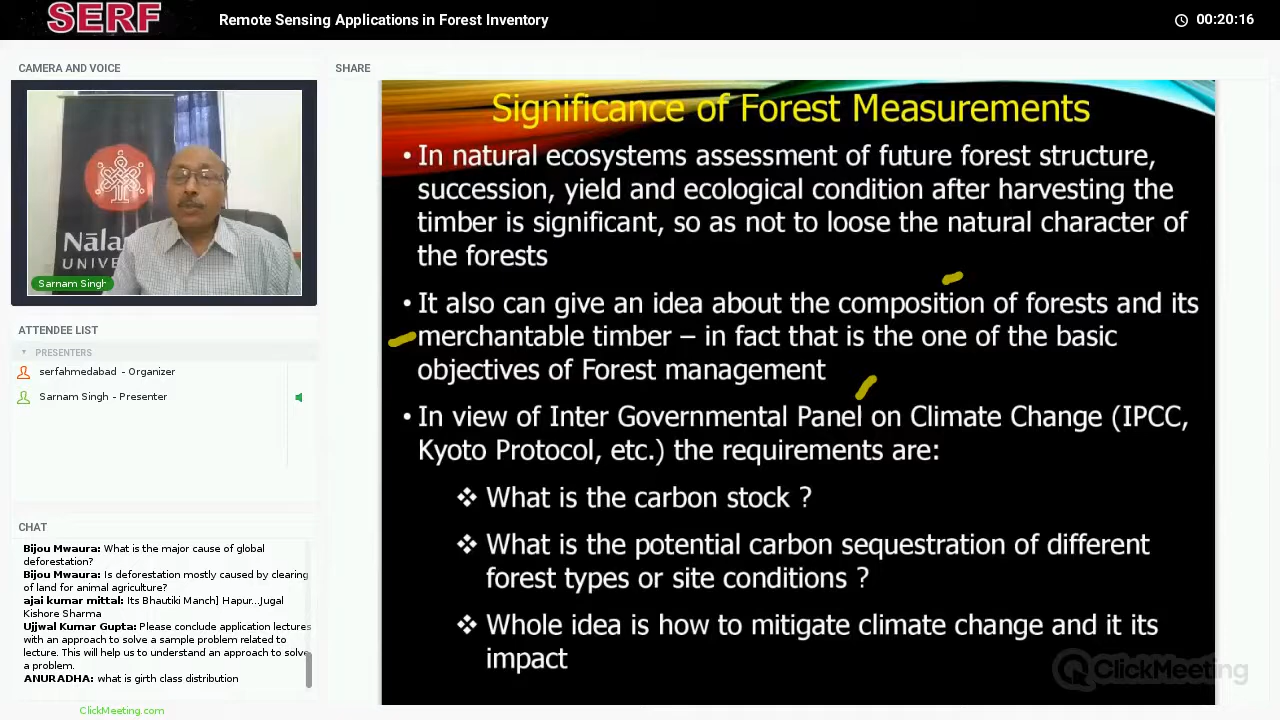 SERF
Remote Sensing Applications in Forest Inventory
00:20:16
CAMERA AND VOICE
Nālan
UNIVE
Sarnam Singh
ATTENDEE LIST
PRESENTERS
serfahmedabad - Organizer
Sarnam Singh - Presenter
CHAT
Bijou Mwaura: What is the major cause of global
deforestation?
Bijou Mwaura: Is deforestation mostly caused by clearing
of land for animal agriculture?
ajai kumar mittal: Its Bhautiki Manch] Hapur...Jugal
Kishore Sharma
Ujjwal Kumar Gupta: Please conclude application lectures
with an approach to solve a sample problem related to
lecture. This will help us to understand an approach to solve
a problem.
ANURADHA: what is girth class distribution
ClickMeeting.com
SHARE
Significance of Forest Measurements
• In natural ecosystems assessment of future forest structure,
succession, yield and ecological condition after harvesting the
timber is significant, so as not to loose the natural character of
the forests
• It also can give an idea about the composition of forests and its
merchantable timber – in fact that is the one of the basic
objectives of Forest management
• In view of Inter Governmental Panel on Climate Change (IPCC,
Kyoto Protocol, etc.) the requirements are:
❖ What is the carbon stock ?
❖ What is the potential carbon sequestration of different
forest types or site conditions ?
❖ Whole idea is how to mitigate climate change and it its
impact
ClickMeeting